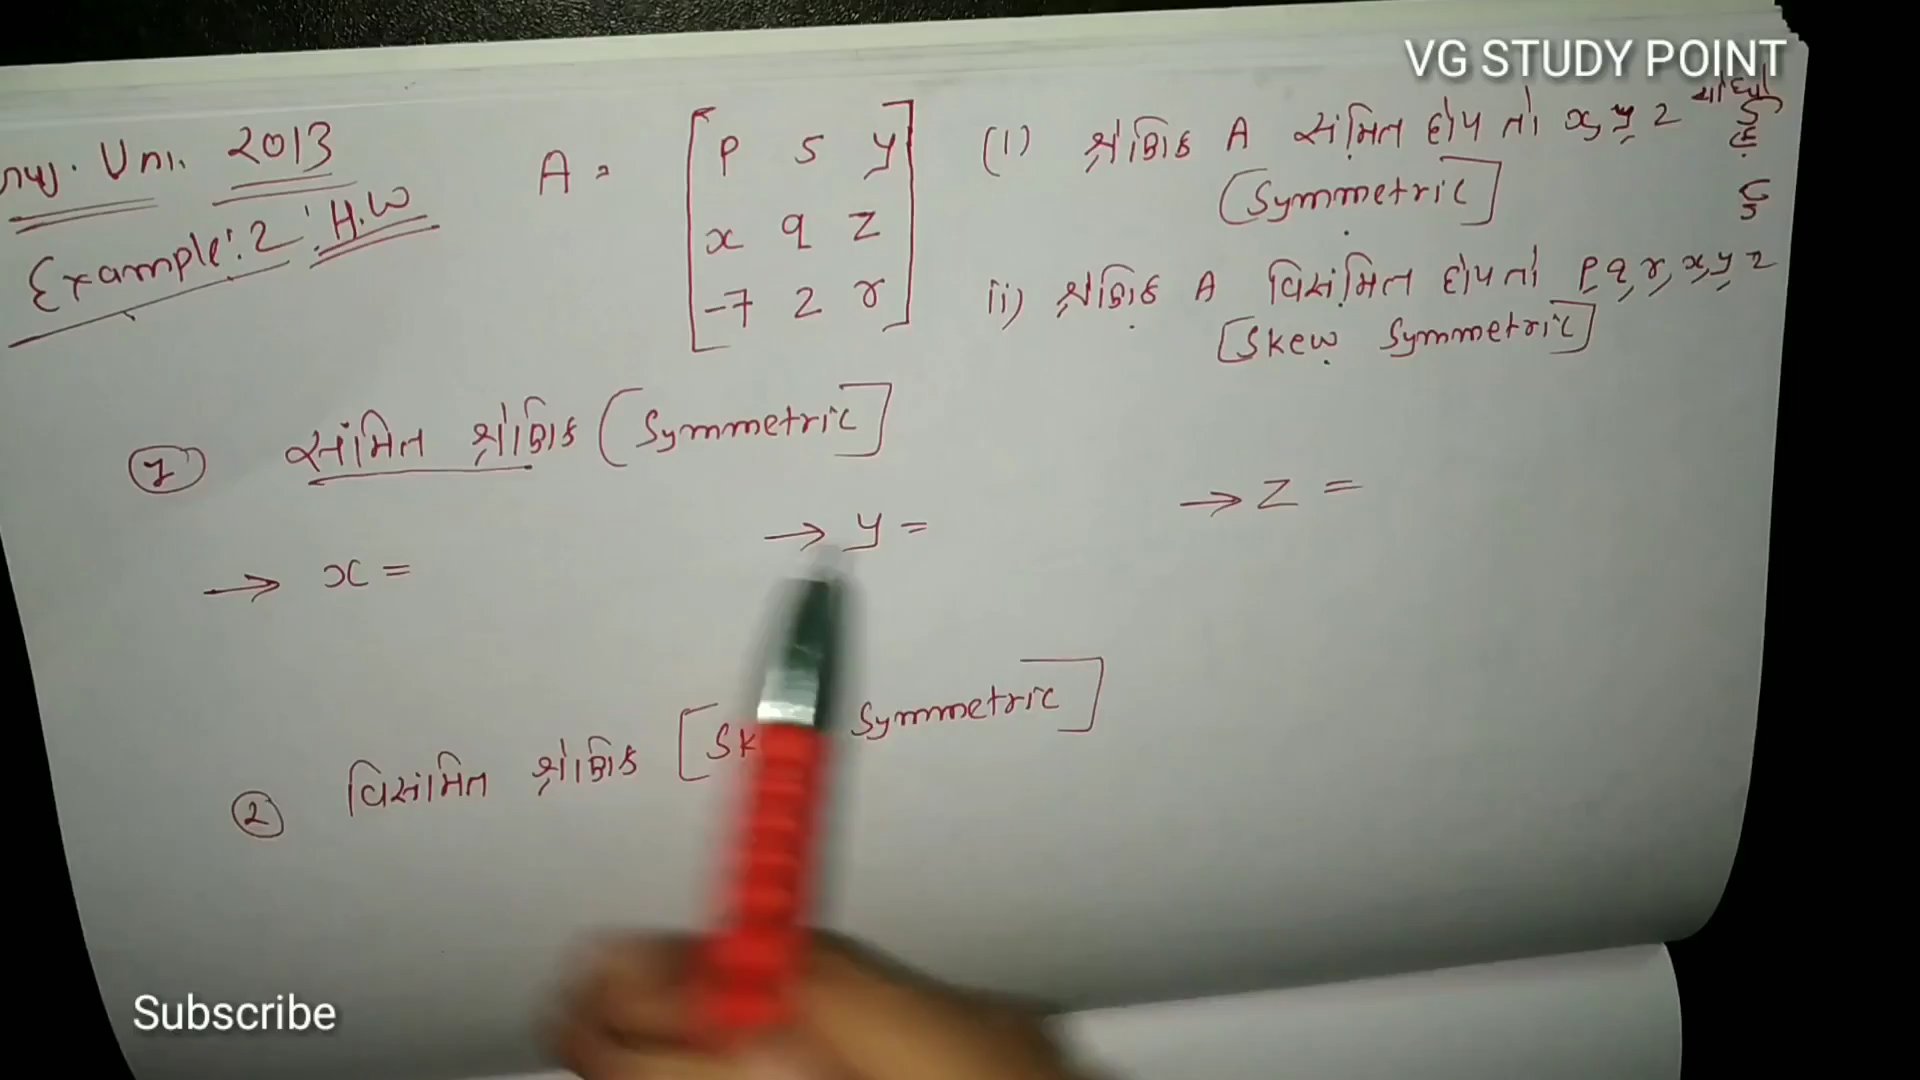 VG STUDY POINT
ગુજ. Uni. 2013
Example:2 'H.W
A = [ p 5 y
x q z
-7 2 r ]
(i) શ્રેણિક A સંમિત હોય તો x, y z શોધો
[Symmetric]
ii) શ્રેણિક A વિસંમિત હોય તો p, q, r, x, y z
[Skew Symmetric]
1 સંમિત શ્રેણિક [Symmetric]
→ x = → y = → z =
2 વિસંમિત શ્રેણિક [Sk Symmetric]
Subscribe